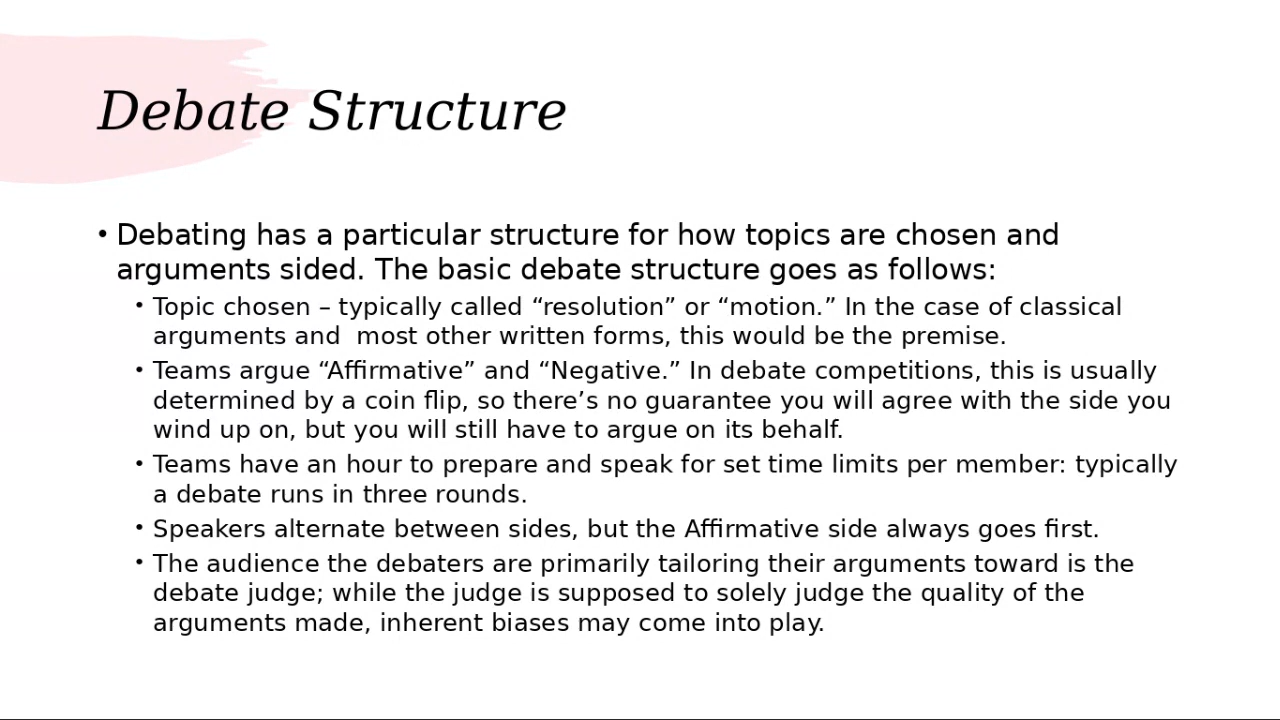 Debate Structure
• Debating has a particular structure for how topics are chosen and
arguments sided. The basic debate structure goes as follows:
• Topic chosen – typically called “resolution” or “motion.” In the case of classical
arguments and  most other written forms, this would be the premise.
• Teams argue “Affirmative” and “Negative.” In debate competitions, this is usually
determined by a coin flip, so there’s no guarantee you will agree with the side you
wind up on, but you will still have to argue on its behalf.
• Teams have an hour to prepare and speak for set time limits per member: typically
a debate runs in three rounds.
• Speakers alternate between sides, but the Affirmative side always goes first.
• The audience the debaters are primarily tailoring their arguments toward is the
debate judge; while the judge is supposed to solely judge the quality of the
arguments made, inherent biases may come into play.